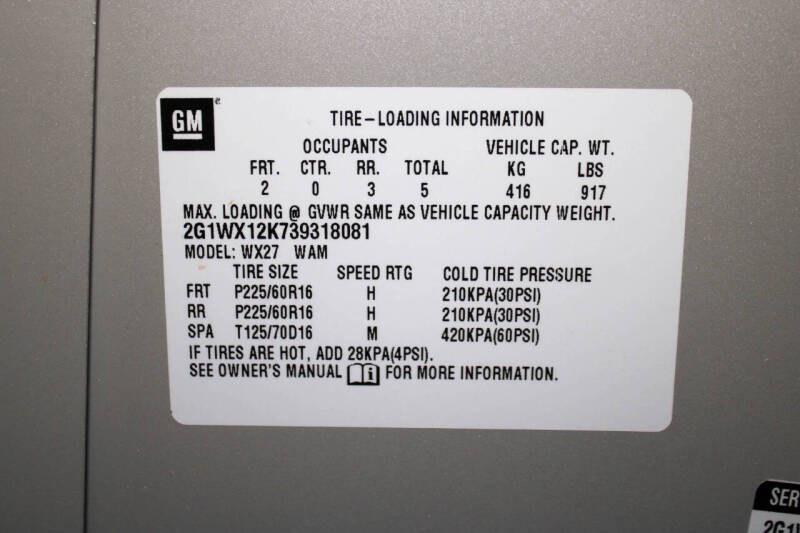 GM
TIRE-LOADING INFORMATION
OCCUPANTS VEHICLE CAP. WT.
FRT. CTR. RR. TOTAL KG LBS
2 0 3 5 416 917
MAX. LOADING @ GVWR SAME AS VEHICLE CAPACITY WEIGHT.
2G1WX12K739318081
MODEL: WX27 WAM
TIRE SIZE SPEED RTG COLD TIRE PRESSURE
FRT P225/60R16 H 210KPA(30PSI)
RR P225/60R16 H 210KPA(30PSI)
SPA T125/70D16 M 420KPA(60PSI)
IF TIRES ARE HOT, ADD 28KPA(4PSI).
SEE OWNER'S MANUAL i FOR MORE INFORMATION.
SER
2G1W